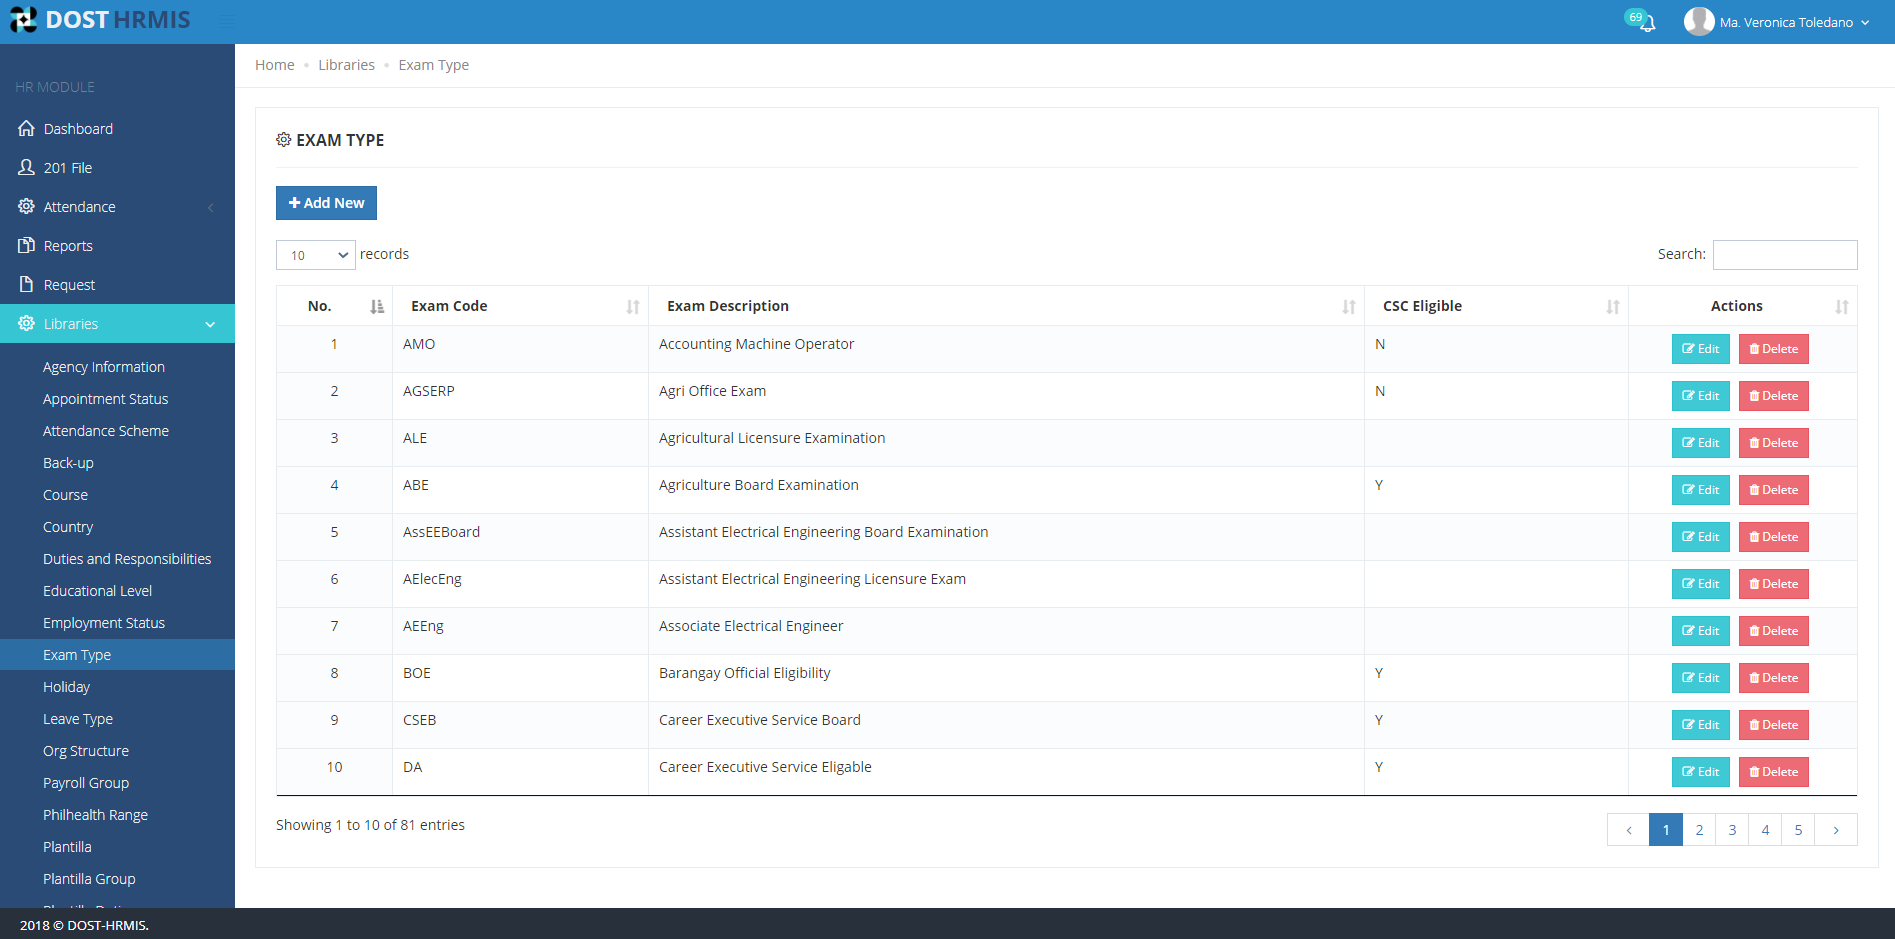 DOST HRMIS
69
Ma. Veronica Toledano
HR MODULE
Dashboard
201 File
Attendance
Reports
Request
Libraries
Agency Information
Appointment Status
Attendance Scheme
Back-up
Course
Country
Duties and Responsibilities
Educational Level
Employment Status
Exam Type
Holiday
Leave Type
Org Structure
Payroll Group
Philhealth Range
Plantilla
Plantilla Group
Home • Libraries • Exam Type
EXAM TYPE
+ Add New
10 records
Search:
No. Exam Code Exam Description CSC Eligible Actions
1 AMO Accounting Machine Operator N Edit Delete
2 AGSERP Agri Office Exam N Edit Delete
3 ALE Agricultural Licensure Examination Edit Delete
4 ABE Agriculture Board Examination Y Edit Delete
5 AssEEBoard Assistant Electrical Engineering Board Examination Edit Delete
6 AElecEng Assistant Electrical Engineering Licensure Exam Edit Delete
7 AEEng Associate Electrical Engineer Edit Delete
8 BOE Barangay Official Eligibility Y Edit Delete
9 CSEB Career Executive Service Board Y Edit Delete
10 DA Career Executive Service Eligable Y Edit Delete
Showing 1 to 10 of 81 entries
< 1 2 3 4 5 >
2018 © DOST-HRMIS.